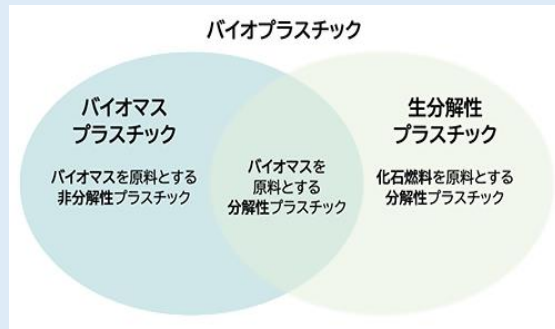 バイオプラスチック
バイオマス
プラスチック
バイオマスを原料とする
非分解性プラスチック
バイオマスを
原料とする
分解性プラスチック
生分解性
プラスチック
化石燃料を原料とする
分解性プラスチック